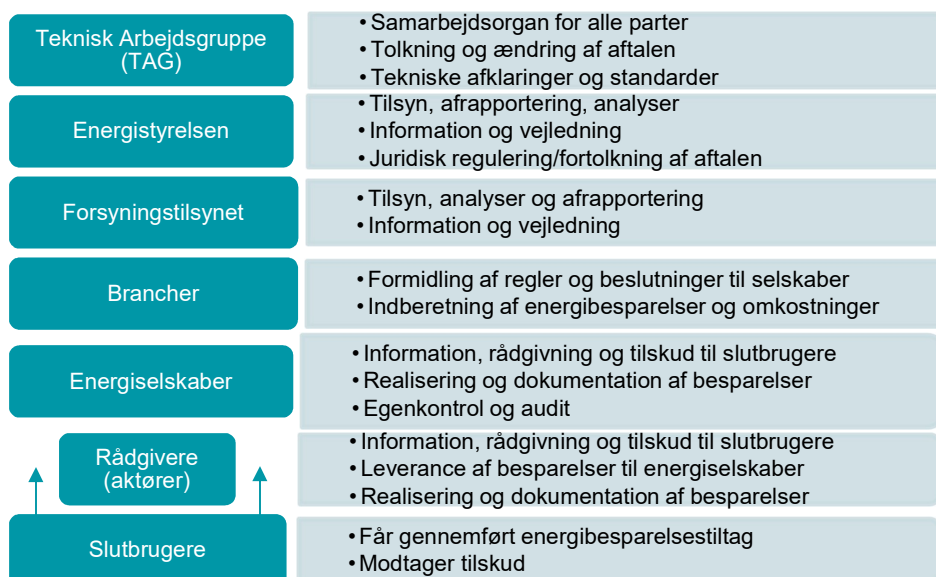 Teknisk Arbejdsgruppe
(TAG)
• Samarbejdsorgan for alle parter
• Tolkning og ændring af aftalen
• Tekniske afklaringer og standarder
Energistyrelsen
• Tilsyn, afrapportering, analyser
• Information og vejledning
• Juridisk regulering/fortolkning af aftalen
Forsyningstilsynet
• Tilsyn, analyser og afrapportering
• Information og vejledning
Brancher
• Formidling af regler og beslutninger til selskaber
• Indberetning af energibesparelser og omkostninger
Energiselskaber
• Information, rådgivning og tilskud til slutbrugere
• Realisering og dokumentation af besparelser
• Egenkontrol og audit
Rådgivere
(aktører)
• Information, rådgivning og tilskud til slutbrugere
• Leverance af besparelser til energiselskaber
• Realisering og dokumentation af besparelser
Slutbrugere
• Får gennemført energibesparelsestiltag
• Modtager tilskud